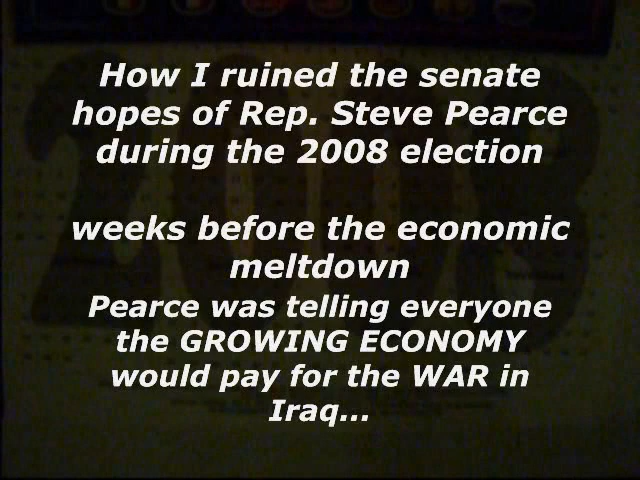 How I ruined the senate
hopes of Rep. Steve Pearce
during the 2008 election
weeks before the economic
meltdown
Pearce was telling everyone
the GROWING ECONOMY
would pay for the WAR in
Iraq...